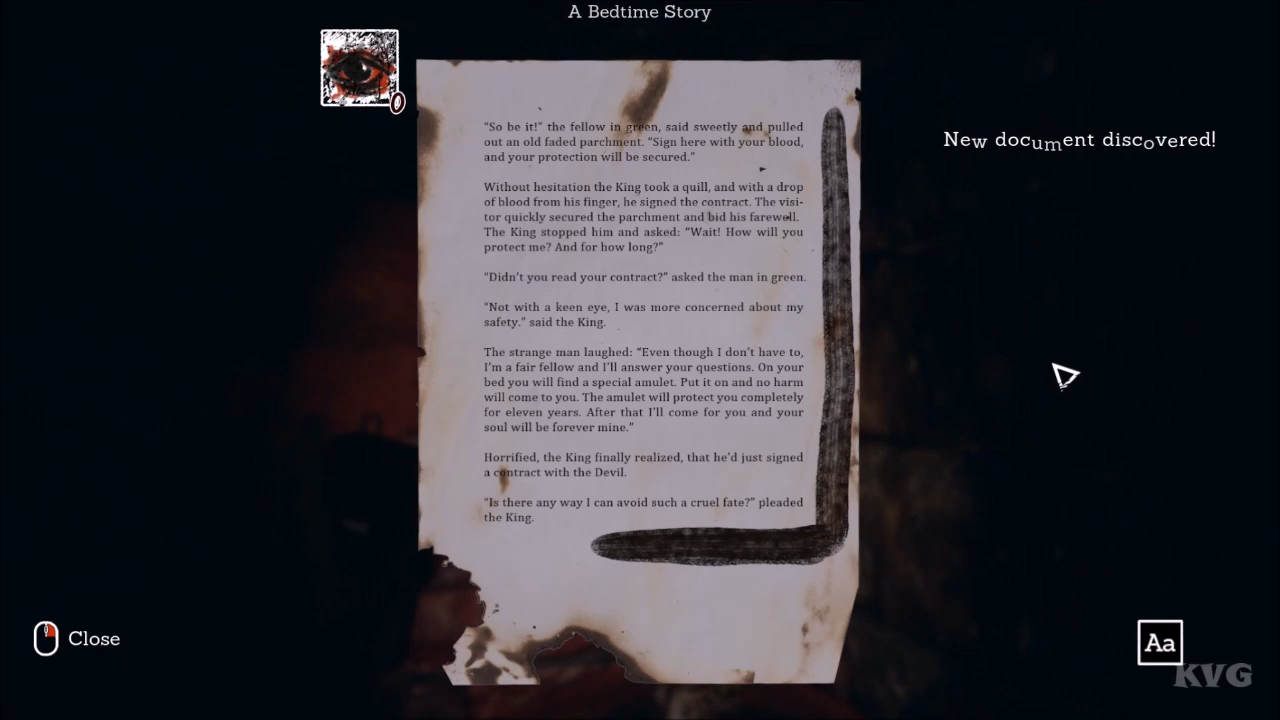 A Bedtime Story
New document discovered!
“So be it!” the fellow in green, said sweetly and pulled
out an old faded parchment. “Sign here with your blood,
and your protection will be secured.”
Without hesitation the King took a quill, and with a drop
of blood from his finger, he signed the contract. The visi-
tor quickly secured the parchment and bid his farewell.
The King stopped him and asked: “Wait! How will you
protect me? And for how long?”
“Didn’t you read your contract?” asked the man in green.
“Not with a keen eye, I was more concerned about my
safety.” said the King.
The strange man laughed: “Even though I don’t have to,
I’m a fair fellow and I’ll answer your questions. On your
bed you will find a special amulet. Put it on and no harm
will come to you. The amulet will protect you completely
for eleven years. After that I’ll come for you and your
soul will be forever mine.”
Horrified, the King finally realized, that he’d just signed
a contract with the Devil.
“Is there any way I can avoid such a cruel fate?” pleaded
the King.
Close
Aa
KVG